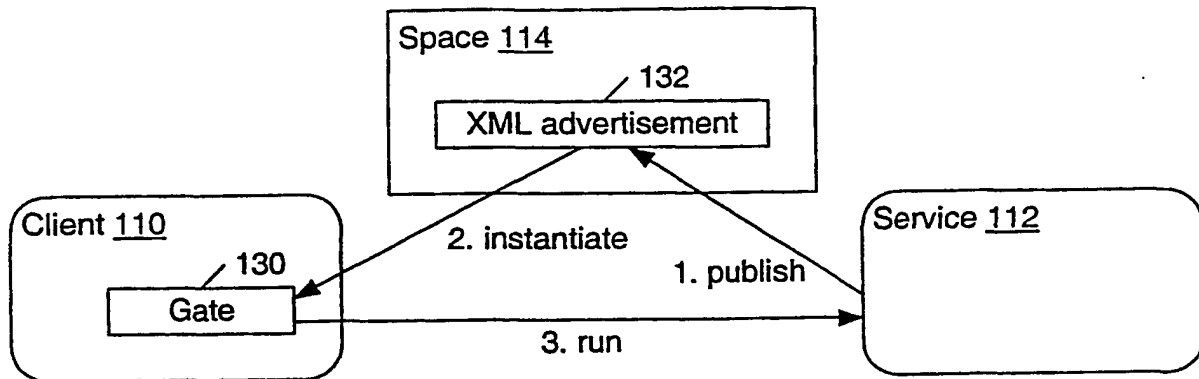 Space 114
132
XML advertisement
Client 110
2. instantiate
Service 112
130
1. publish
Gate
3. run